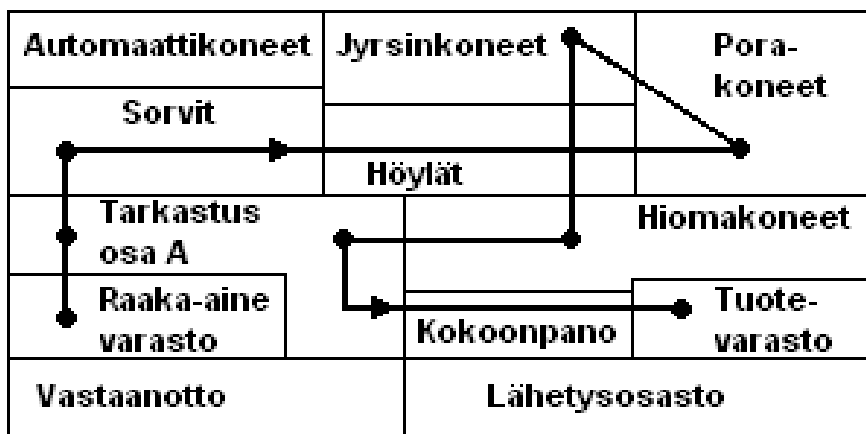 Automaattikoneet
Jyrsinkoneet
Pora-
koneet
Sorvit
Höylät
Tarkastus
osa A
Hiomakoneet
Raaka-aine
varasto
Kokoonpano
Tuote-
varasto
Vastaanotto
Lähetysosasto